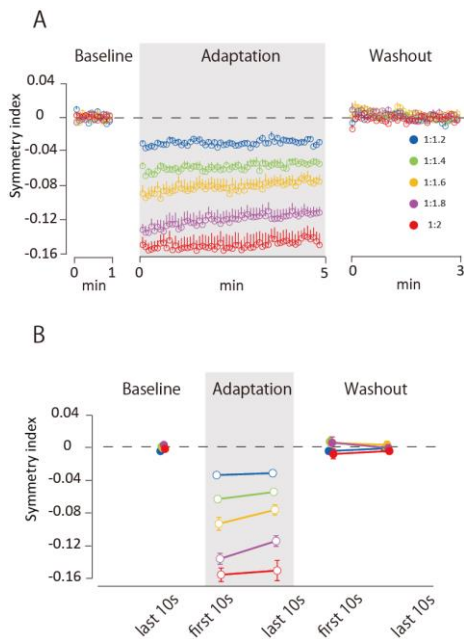 A
Baseline Adaptation Washout
Symmetry index
0.04
0
-0.04
-0.08
-0.12
-0.16
1:1.2
1:1.4
1:1.6
1:1.8
1:2
0 1 0 5 0 3
min min min
B
Baseline Adaptation Washout
Symmetry index
0.04
0
-0.04
-0.08
-0.12
-0.16
last 10s first 10s last 10s first 10s last 10s